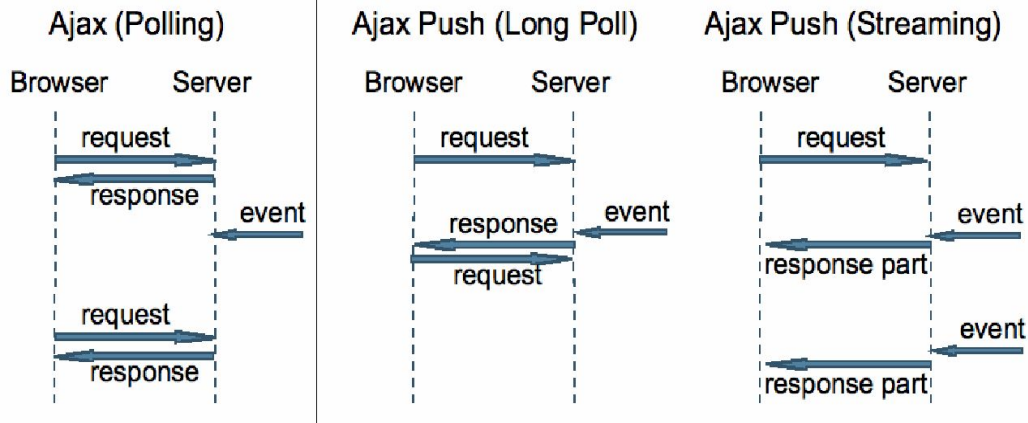 Ajax (Polling)
Browser Server
request
response
event
request
response
Ajax Push (Long Poll)
Browser Server
request
event
response
request
Ajax Push (Streaming)
Browser Server
request
event
response part
event
response part